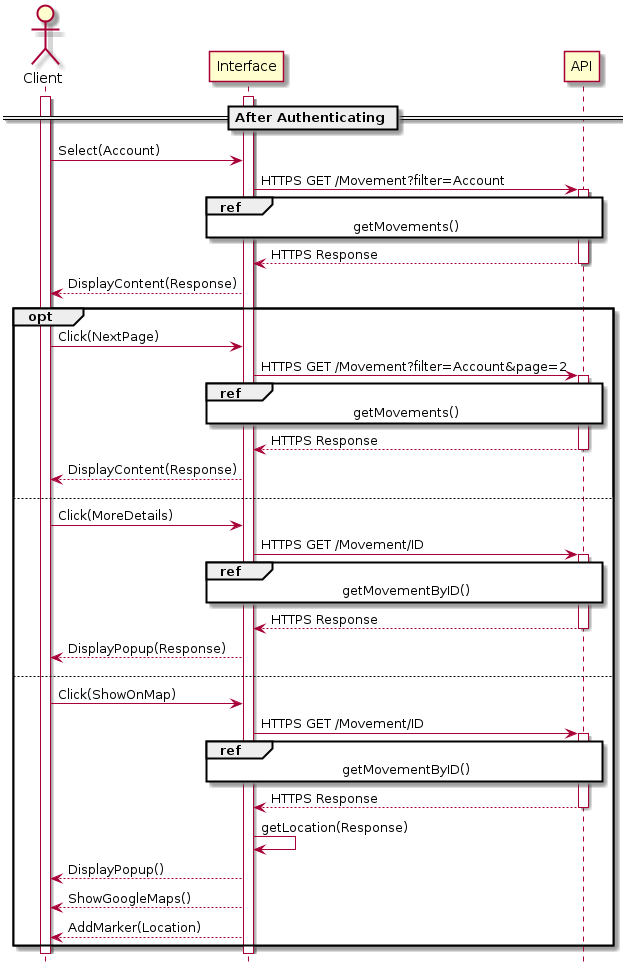 Client
Interface
API
After Authenticating
Select(Account)
HTTPS GET /Movement?filter=Account
ref
getMovements()
HTTPS Response
DisplayContent(Response)
opt
Click(NextPage)
HTTPS GET /Movement?filter=Account&page=2
ref
getMovements()
HTTPS Response
DisplayContent(Response)
Click(MoreDetails)
HTTPS GET /Movement/ID
ref
getMovementByID()
HTTPS Response
DisplayPopup(Response)
Click(ShowOnMap)
HTTPS GET /Movement/ID
ref
getMovementByID()
HTTPS Response
getLocation(Response)
DisplayPopup()
ShowGoogleMaps()
AddMarker(Location)